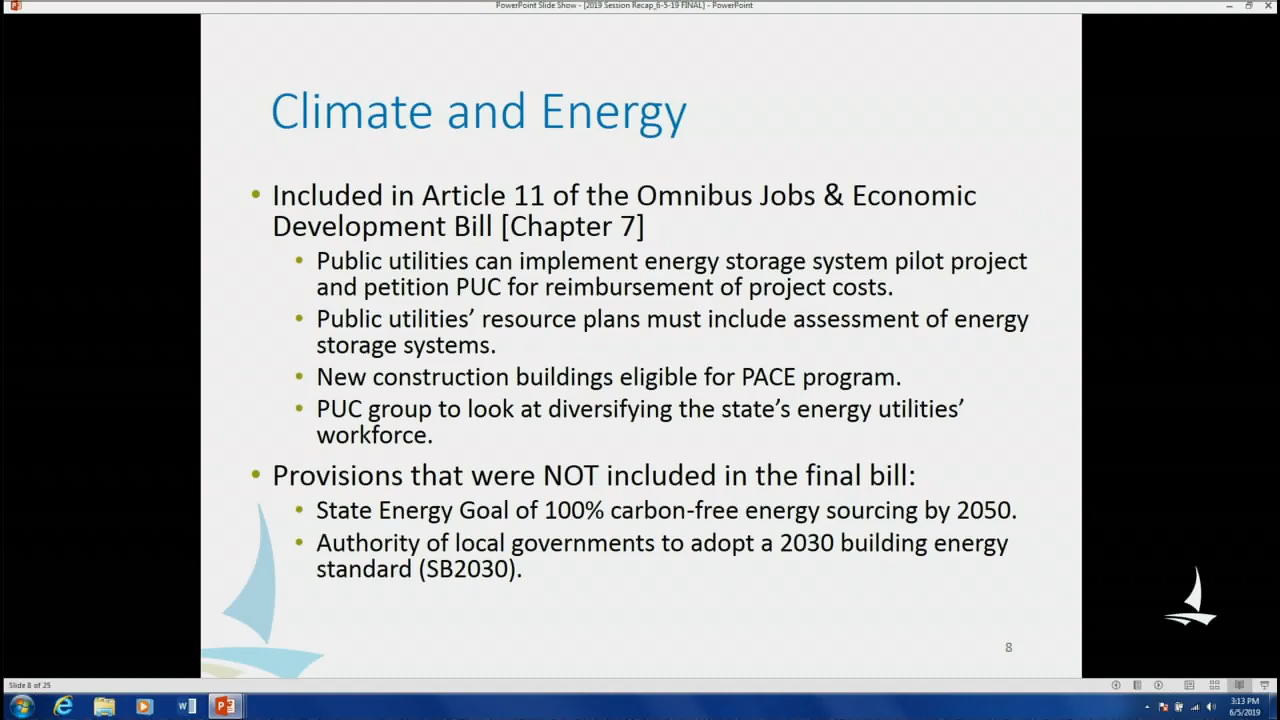 PowerPoint Slide Show - [2019 Session Recap_6-5-19 FINAL] - PowerPoint
Climate and Energy
• Included in Article 11 of the Omnibus Jobs & Economic
Development Bill [Chapter 7]
• Public utilities can implement energy storage system pilot project
and petition PUC for reimbursement of project costs.
• Public utilities’ resource plans must include assessment of energy
storage systems.
• New construction buildings eligible for PACE program.
• PUC group to look at diversifying the state’s energy utilities’
workforce.
• Provisions that were NOT included in the final bill:
• State Energy Goal of 100% carbon-free energy sourcing by 2050.
• Authority of local governments to adopt a 2030 building energy
standard (SB2030).
8
Slide 8 of 25
3:13 PM
6/5/2019